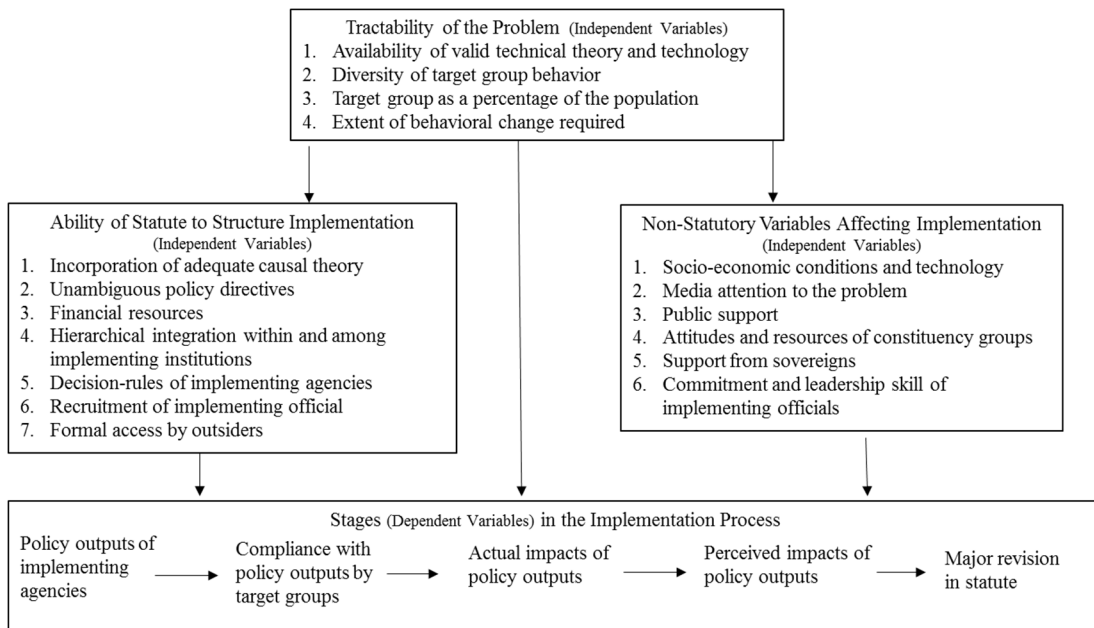 Tractability of the Problem (Independent Variables)
1. Availability of valid technical theory and technology
2. Diversity of target group behavior
3. Target group as a percentage of the population
4. Extent of behavioral change required
Ability of Statute to Structure Implementation
(Independent Variables)
1. Incorporation of adequate causal theory
2. Unambiguous policy directives
3. Financial resources
4. Hierarchical integration within and among
implementing institutions
5. Decision-rules of implementing agencies
6. Recruitment of implementing official
7. Formal access by outsiders
Non-Statutory Variables Affecting Implementation
(Independent Variables)
1. Socio-economic conditions and technology
2. Media attention to the problem
3. Public support
4. Attitudes and resources of constituency groups
5. Support from sovereigns
6. Commitment and leadership skill of
implementing officials
Stages (Dependent Variables) in the Implementation Process
Policy outputs of
implementing
agencies
Compliance with
policy outputs by
target groups
Actual impacts of
policy outputs
Perceived impacts of
policy outputs
Major revision
in statute